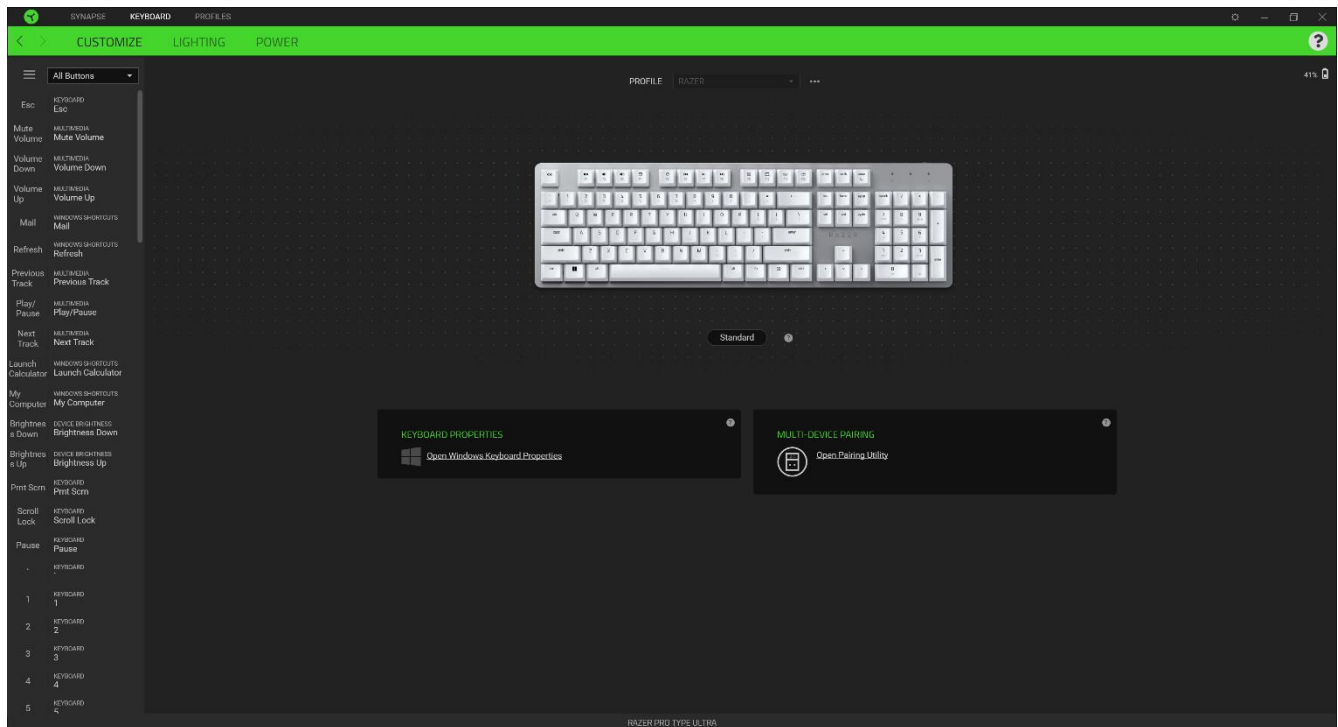 SYNAPSE KEYBOARD PROFILES
CUSTOMIZE LIGHTING POWER
?
All Buttons
PROFILE RAZER
41%
Esc KEYBOARD
Esc
Mute Volume MULTIMEDIA
Mute Volume
Volume Down MULTIMEDIA
Volume Down
Volume Up MULTIMEDIA
Volume Up
Mail WINDOWS SHORTCUTS
Mail
Refresh WINDOWS SHORTCUTS
Refresh
Previous Track MULTIMEDIA
Previous Track
Play/ Pause MULTIMEDIA
Play/Pause
Next Track MULTIMEDIA
Next Track
Launch Calculator WINDOWS SHORTCUTS
Launch Calculator
My Computer WINDOWS SHORTCUTS
My Computer
Brightnes s Down DEVICE BRIGHTNESS
Brightness Down
Brightnes s Up DEVICE BRIGHTNESS
Brightness Up
Prnt Scrn KEYBOARD
Prnt Scrn
Scroll Lock KEYBOARD
Scroll Lock
Pause KEYBOARD
Pause
` KEYBOARD
`
1 KEYBOARD
1
2 KEYBOARD
2
3 KEYBOARD
3
4 KEYBOARD
4
5 KEYBOARD
5
RAZER
Standard ?
KEYBOARD PROPERTIES ?
Open Windows Keyboard Properties
MULTI-DEVICE PAIRING ?
Open Pairing Utility
RAZER PRO TYPE ULTRA